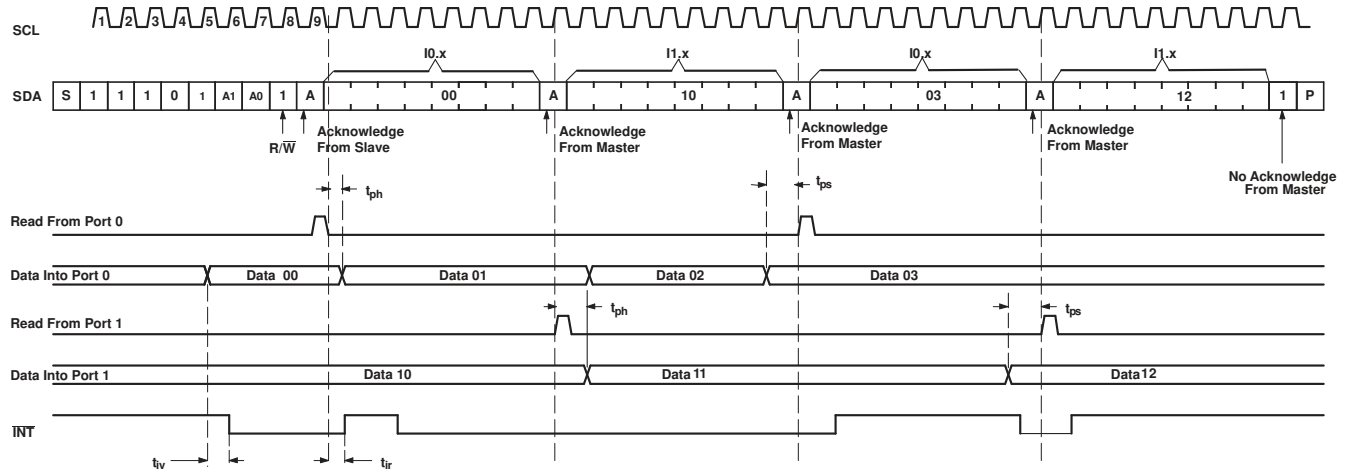 SCL 1 2 3 4 5 6 7 8 9
I0.x I1.x I0.x I1.x
SDA S 1 1 1 0 1 A1 A0 1 A 00 A 10 A 03 A 12 1 P
R/W̅
Acknowledge
From Slave
Acknowledge
From Master
Acknowledge
From Master
Acknowledge
From Master
No Acknowledge
From Master
tph
tps
Read From Port 0
Data Into Port 0 Data 00 Data 01 Data 02 Data 03
tph
tps
Read From Port 1
Data Into Port 1 Data 10 Data 11 Data 12
I̅N̅T̅
tiv tir